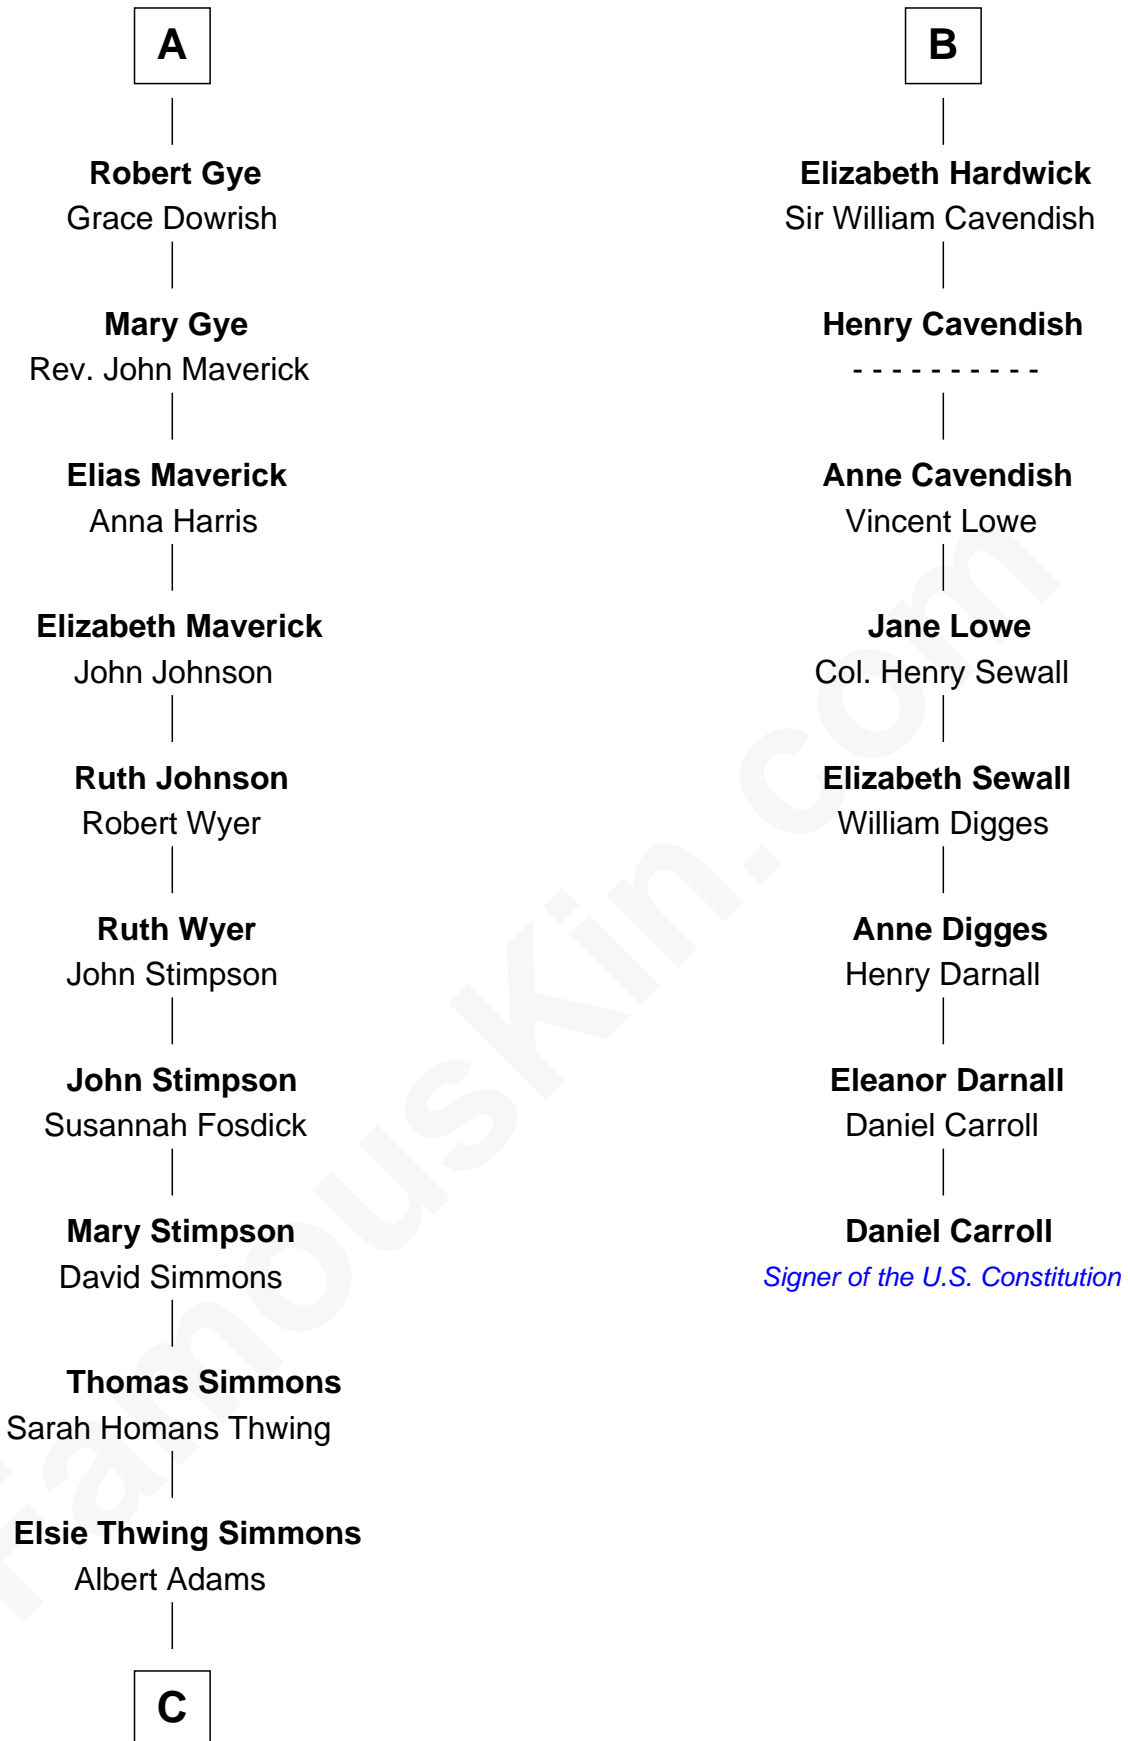 A
Robert Gye
Grace Dowrish
Mary Gye
Rev. John Maverick
Elias Maverick
Anna Harris
Elizabeth Maverick
John Johnson
Ruth Johnson
Robert Wyer
Ruth Wyer
John Stimpson
John Stimpson
Susannah Fosdick
Mary Stimpson
David Simmons
Thomas Simmons
Sarah Homans Thwing
Elsie Thwing Simmons
Albert Adams
C
B
Elizabeth Hardwick
Sir William Cavendish
Henry Cavendish
- - - - - - - - - -
Anne Cavendish
Vincent Lowe
Jane Lowe
Col. Henry Sewall
Elizabeth Sewall
William Digges
Anne Digges
Henry Darnall
Eleanor Darnall
Daniel Carroll
Daniel Carroll
Signer of the U.S. Constitution
FamousKin.com